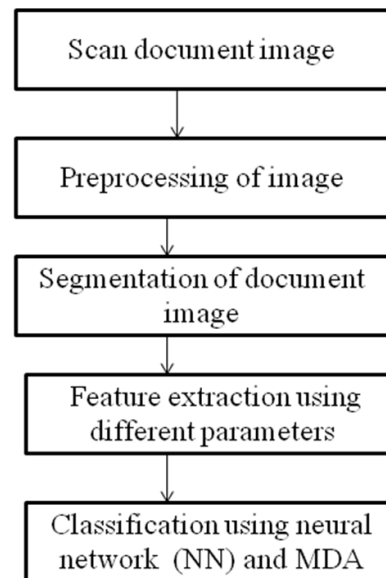 Scan document image
Preprocessing of image
Segmentation of document
image
Feature extraction using
different parameters
Classification using neural
network (NN) and MDA